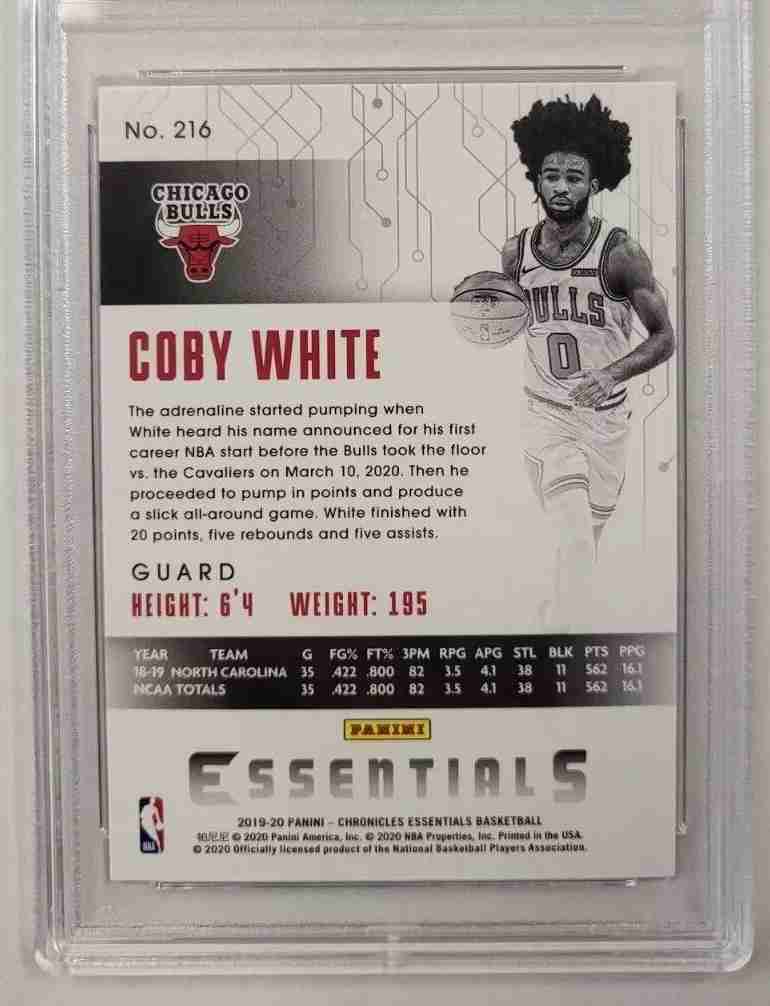 No. 216
CHICAGO
BULLS
BULLS
0
COBY WHITE
The adrenaline started pumping when
White heard his name announced for his first
career NBA start before the Bulls took the floor
vs. the Cavaliers on March 10, 2020. Then he
proceeded to pump in points and produce
a slick all-around game. White finished with
20 points, five rebounds and five assists.
GUARD
HEIGHT: 6'4 WEIGHT: 195
YEAR TEAM G FG% FT% 3PM RPG APG STL BLK PTS PPG
18-19 NORTH CAROLINA 35 .422 .800 82 3.5 4.1 38 11 562 16.1
NCAA TOTALS 35 .422 .800 82 3.5 4.1 38 11 562 16.1
PANINI
ESSENTIALS
NBA
2019-20 PANINI – CHRONICLES ESSENTIALS BASKETBALL
帕尼尼 © 2020 Panini America, Inc. © 2020 NBA Properties, Inc. Printed in the USA.
© 2020 Officially licensed product of the National Basketball Players Association.